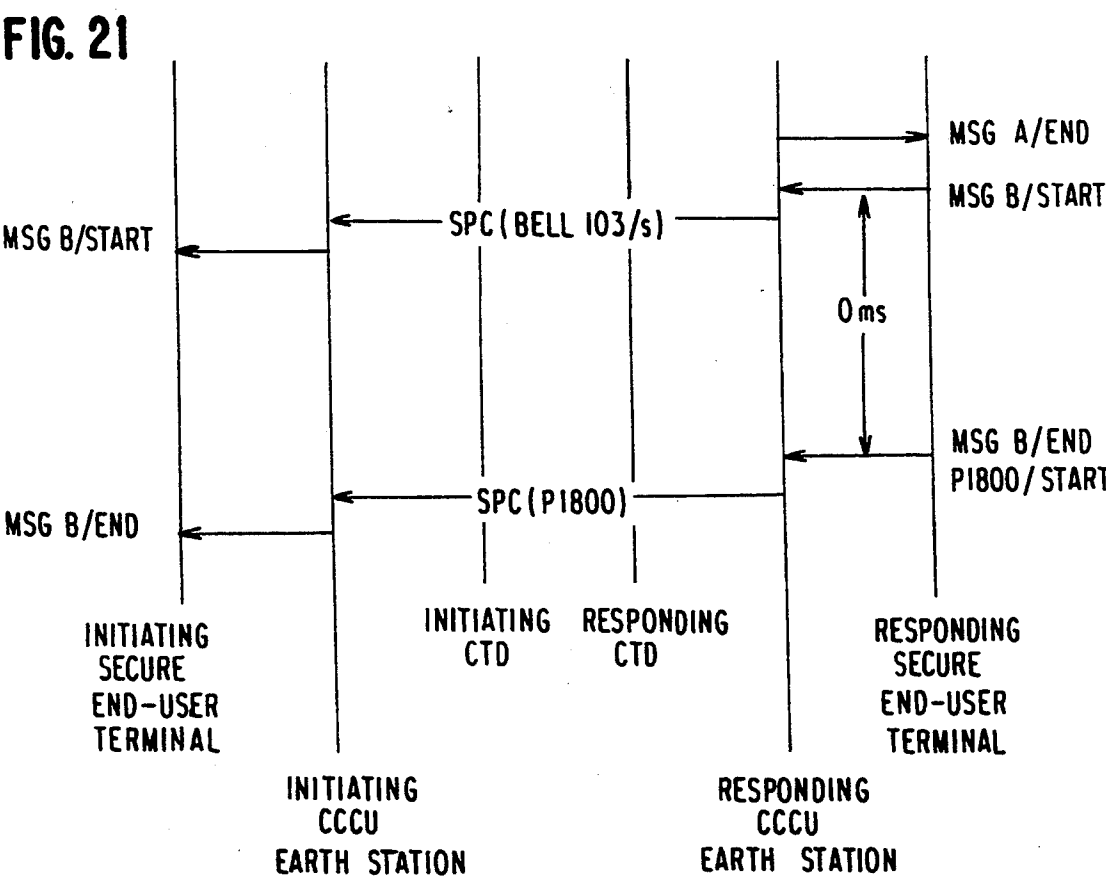 FIG. 21
MSG A/END
MSG B/START
SPC (BELL 103/s)
MSG B/START
0 ms
MSG B/END
P1800/START
SPC (P1800)
MSG B/END
INITIATING
SECURE
END-USER
TERMINAL
INITIATING
CTD
RESPONDING
CTD
RESPONDING
SECURE
END-USER
TERMINAL
INITIATING
CCCU
EARTH STATION
RESPONDING
CCCU
EARTH STATION